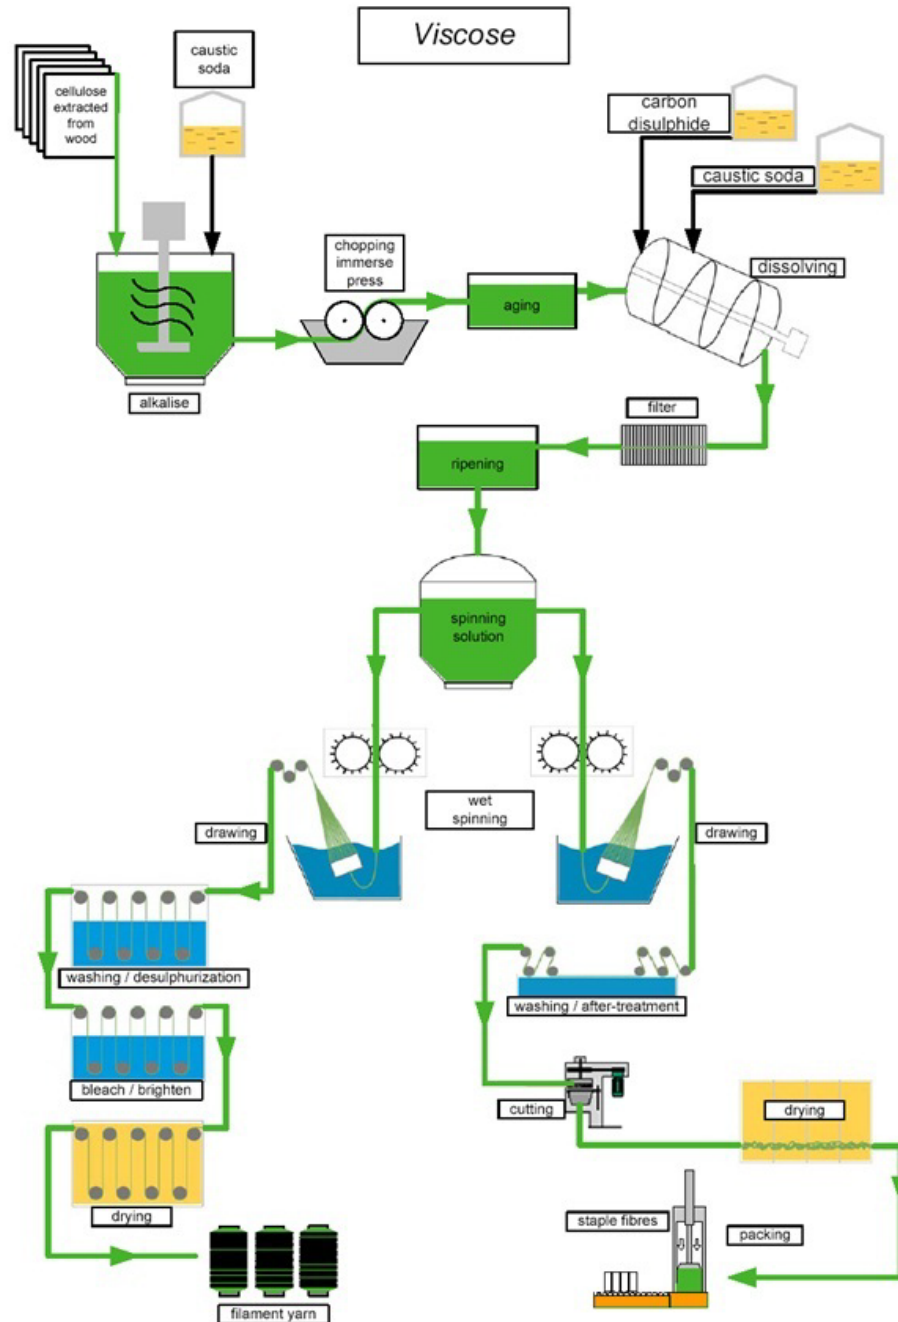 Viscose
cellulose
extracted
from
wood
caustic
soda
carbon
disulphide
caustic soda
chopping
immerse
press
dissolving
aging
alkalise
filter
ripening
spinning
solution
wet
spinning
drawing
drawing
washing / desulphurization
washing / after-treatment
bleach / brighten
cutting
drying
drying
staple fibres
packing
filament yarn